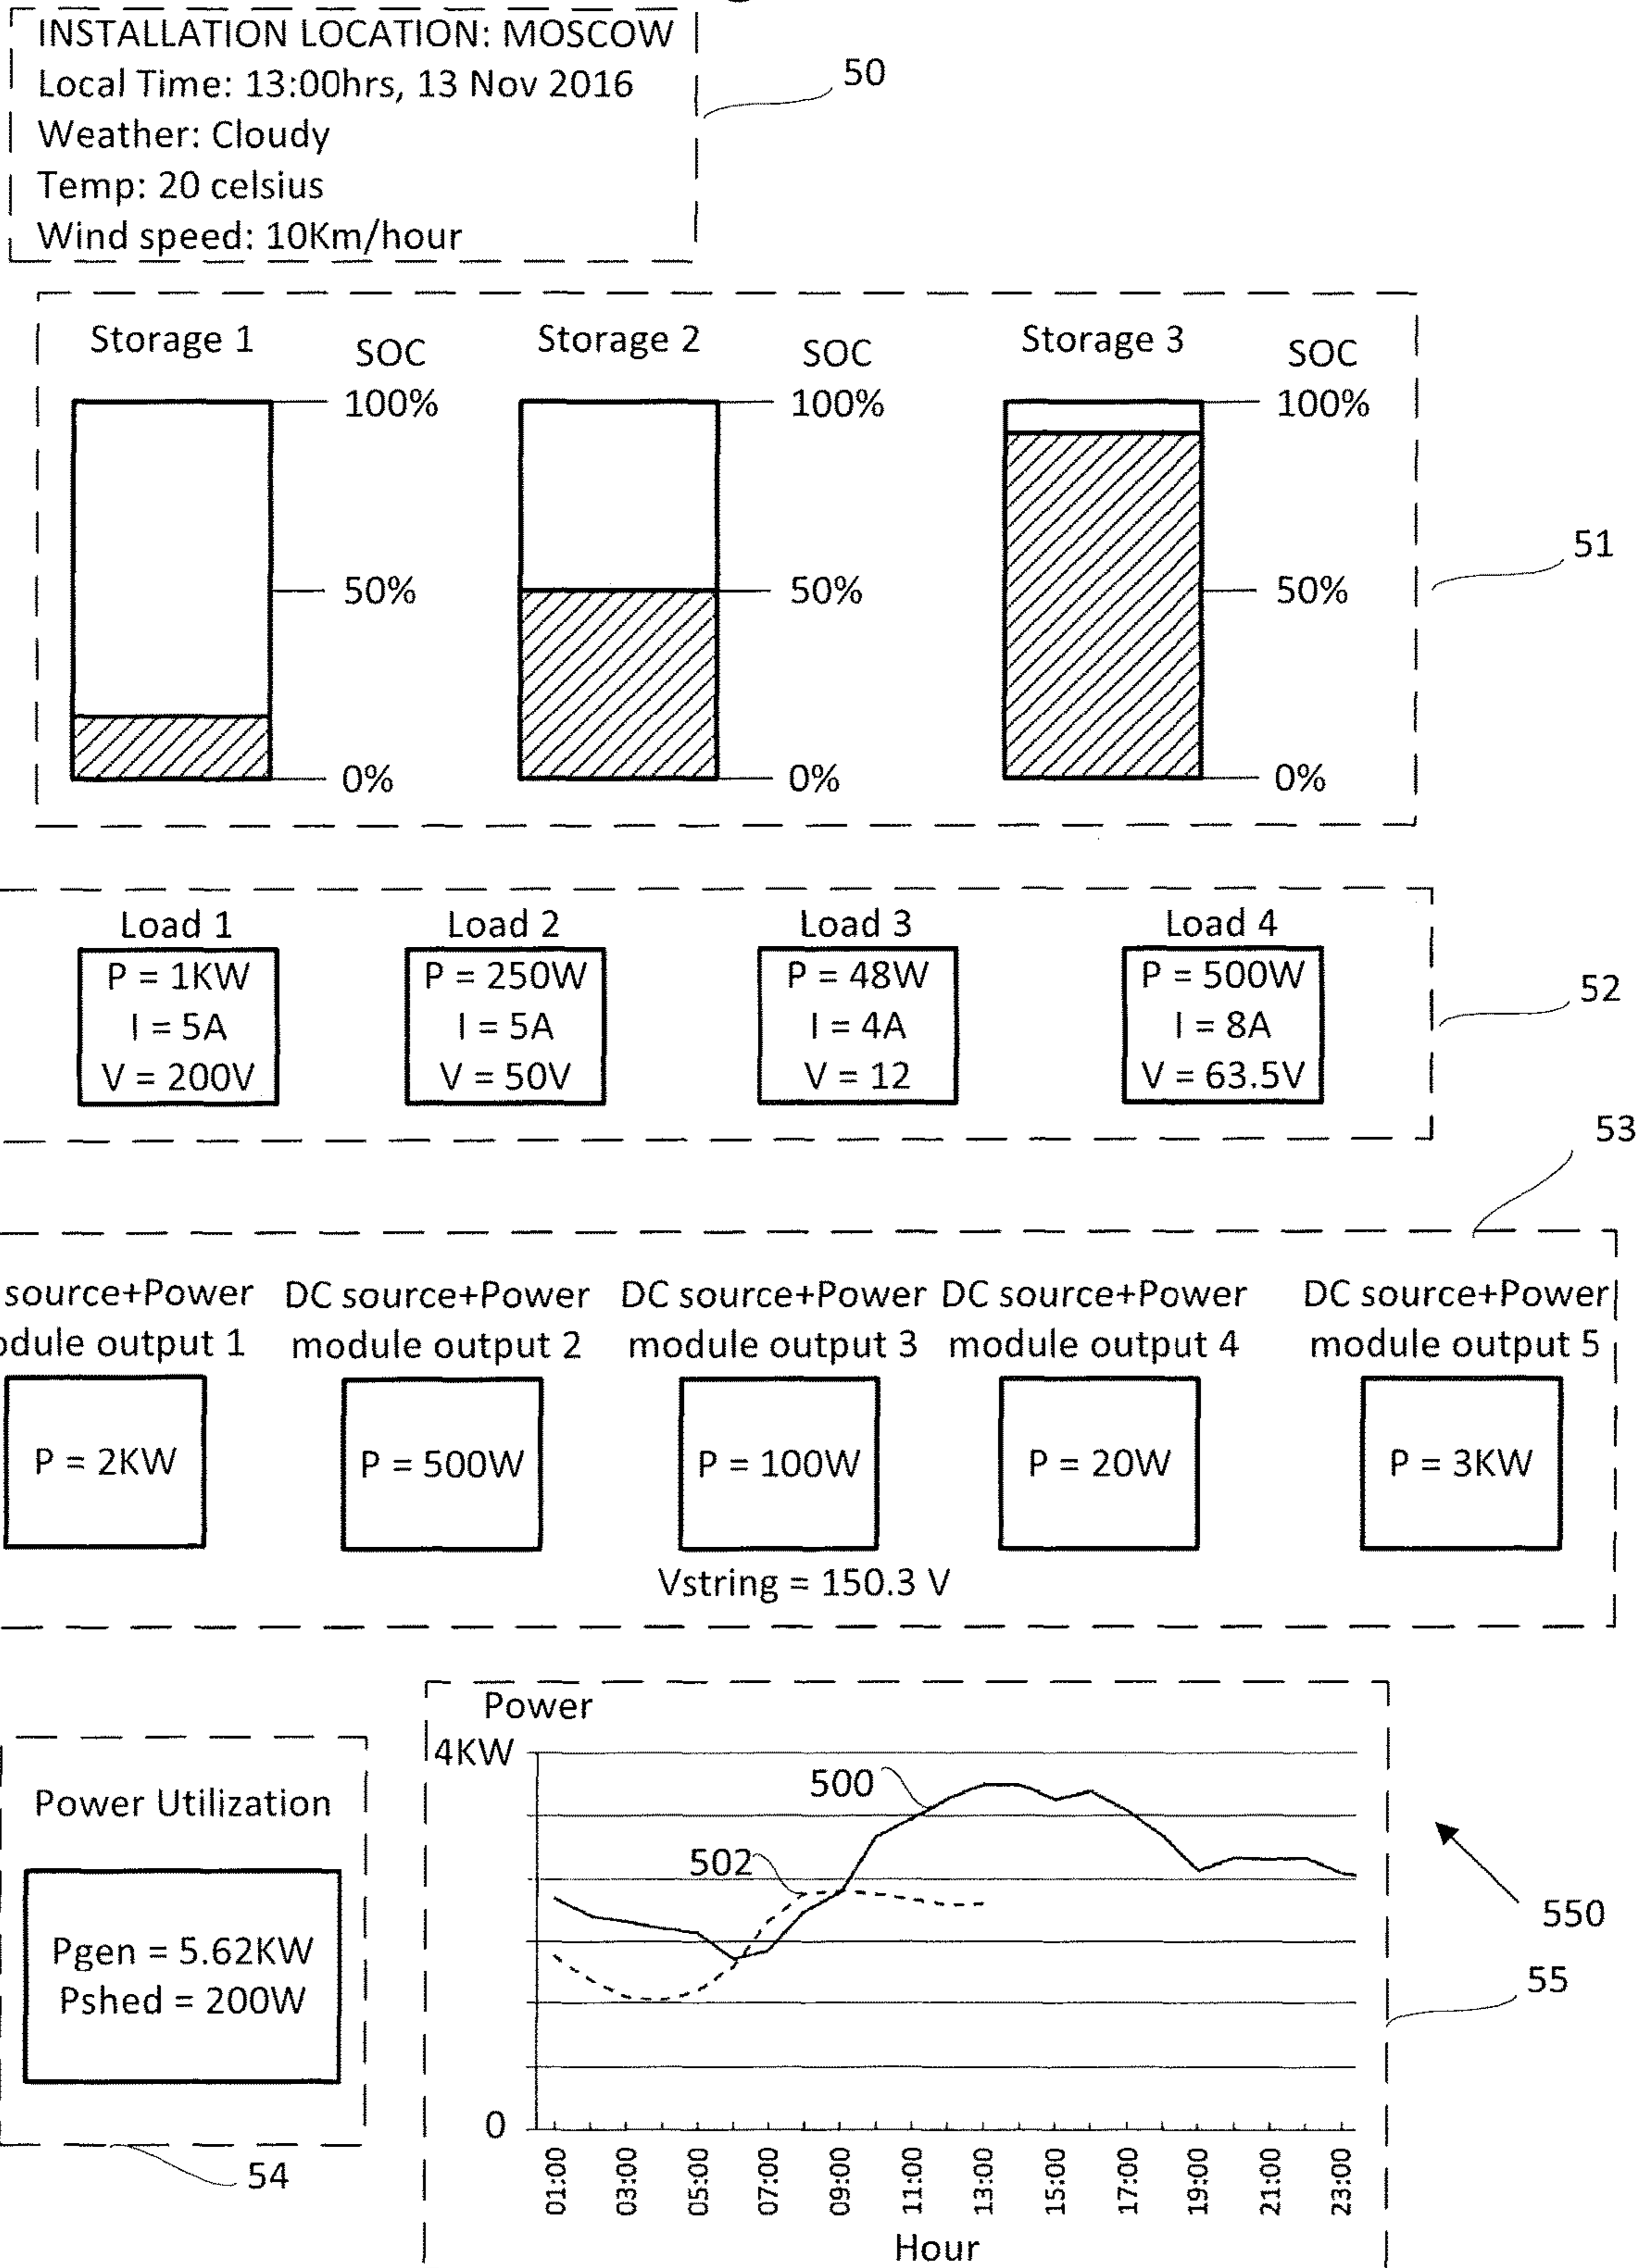 INSTALLATION LOCATION: MOSCOW
Local Time: 13:00hrs, 13 Nov 2016
Weather: Cloudy
Temp: 20 celsius
Wind speed: 10Km/hour
50
Storage 1
SOC
100%
50%
0%
Storage 2
SOC
100%
50%
0%
Storage 3
SOC
100%
50%
0%
51
Load 1
P = 1KW
I = 5A
V = 200V
Load 2
P = 250W
I = 5A
V = 50V
Load 3
P = 48W
I = 4A
V = 12
Load 4
P = 500W
I = 8A
V = 63.5V
52
53
source+Power
odule output 1
P = 2KW
DC source+Power
module output 2
P = 500W
DC source+Power
module output 3
P = 100W
DC source+Power
module output 4
P = 20W
DC source+Power
module output 5
P = 3KW
Vstring = 150.3 V
Power Utilization
Pgen = 5.62KW
Pshed = 200W
54
Power
4KW
500
502
0
01:00
03:00
05:00
07:00
09:00
11:00
13:00
15:00
17:00
19:00
21:00
23:00
Hour
550
55